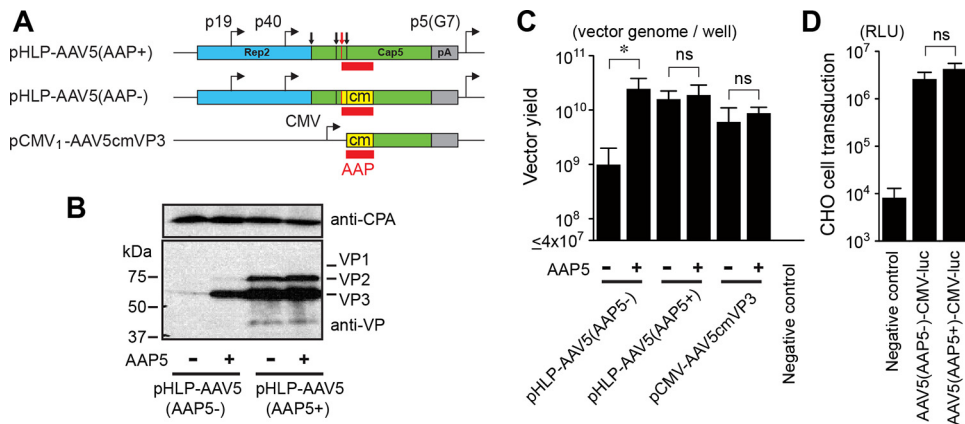 A
p19 p40 p5(G7)
pHLP-AAV5(AAP+) Rep2 Cap5 pA
pHLP-AAV5(AAP-) cm
CMV
pCMV1-AAV5cmVP3 cm
AAP
B
anti-CPA
kDa
75
50
37
VP1
VP2
VP3
anti-VP
AAP5 - + - +
pHLP-AAV5 pHLP-AAV5
(AAP5-) (AAP5+)
C
(vector genome / well)
Vector yield
10^11
10^10
10^9
10^8
≤4x10^7
* ns ns
AAP5 - + - + - +
pHLP-AAV5(AAP5-)
pHLP-AAV5(AAP5+)
pCMV-AAV5cmVP3
Negative control
D
(RLU)
CHO cell transduction
10^7
10^6
10^5
10^4
10^3
ns
Negative control
AAV5(AAP5-)-CMV-luc
AAV5(AAP5+)-CMV-luc